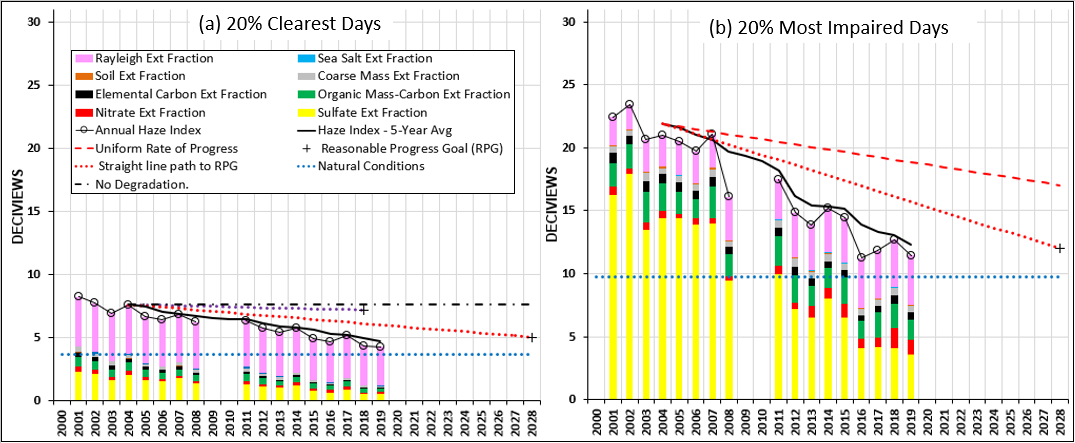 (a) 20% Clearest Days
30
25
20
15
10
5
0
DECIVIEWS
Rayleigh Ext Fraction
Sea Salt Ext Fraction
Soil Ext Fraction
Coarse Mass Ext Fraction
Elemental Carbon Ext Fraction
Organic Mass-Carbon Ext Fraction
Nitrate Ext Fraction
Sulfate Ext Fraction
Annual Haze Index
Haze Index - 5-Year Avg
Uniform Rate of Progress
Reasonable Progress Goal (RPG)
Straight line path to RPG
Natural Conditions
No Degradation.
2000 2001 2002 2003 2004 2005 2006 2007 2008 2009 2010 2011 2012 2013 2014 2015 2016 2017 2018 2019 2020 2021 2022 2023 2024 2025 2026 2027 2028
(b) 20% Most Impaired Days
30
25
20
15
10
5
0
DECIVIEWS
2000 2001 2002 2003 2004 2005 2006 2007 2008 2009 2010 2011 2012 2013 2014 2015 2016 2017 2018 2019 2020 2021 2022 2023 2024 2025 2026 2027 2028